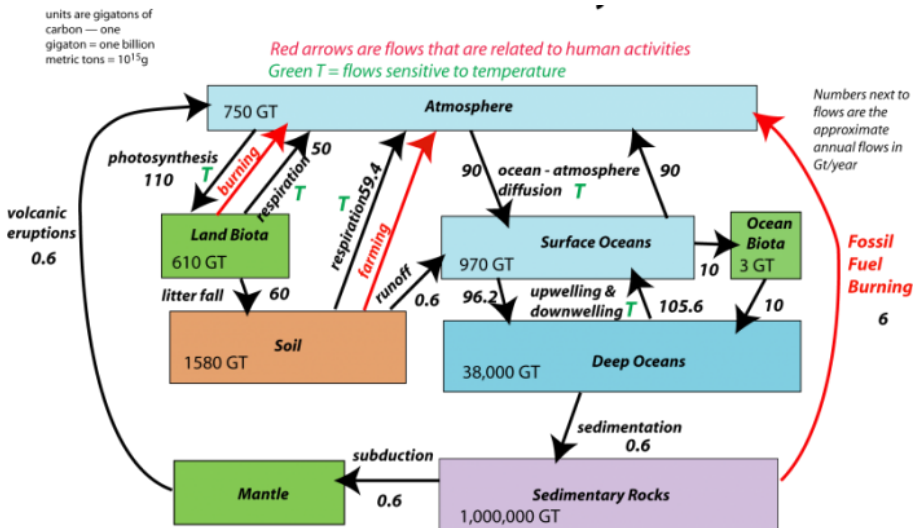 units are gigatons of
carbon — one
gigaton = one billion
metric tons = 10¹⁵g
Red arrows are flows that are related to human activities
Green T = flows sensitive to temperature
Atmosphere
750 GT
Numbers next to
flows are the
approximate
annual flows in
Gt/year
photosynthesis
110
T
burning
respiration
50
T
T
respiration
59.4
farming
90
ocean - atmosphere
diffusion T
90
volcanic
eruptions
0.6
Land Biota
610 GT
Surface Oceans
970 GT
Ocean
Biota
3 GT
10
Fossil
Fuel
Burning
6
litter fall
60
runoff
0.6
96.2
upwelling &
downwelling T
105.6
10
Soil
1580 GT
Deep Oceans
38,000 GT
sedimentation
0.6
subduction
0.6
Mantle
Sedimentary Rocks
1,000,000 GT